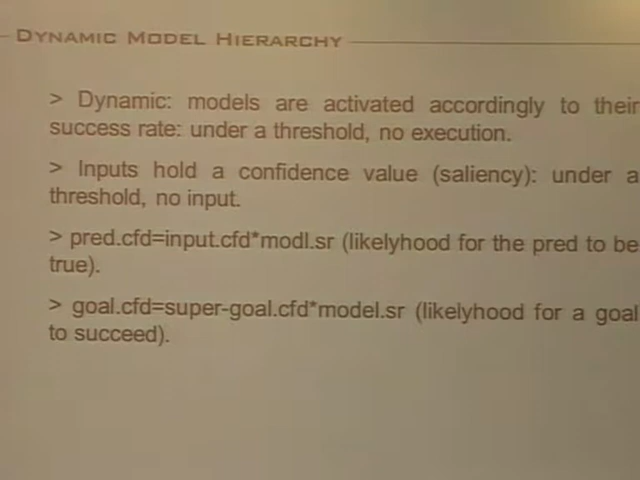 Dynamic Model Hierarchy
> Dynamic: models are activated accordingly to their
success rate: under a threshold, no execution.
> Inputs hold a confidence value (saliency): under a
threshold, no input.
> pred.cfd=input.cfd*modl.sr (likelyhood for the pred to be
true).
> goal.cfd=super-goal.cfd*model.sr (likelyhood for a goal
to succeed).